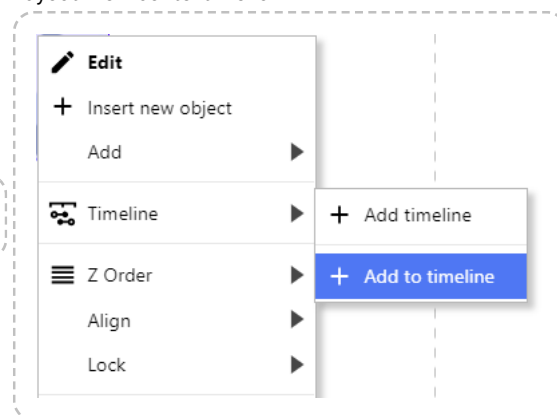 Edit
Insert new object
Add
Timeline
Add timeline
Add to timeline
Z Order
Align
Lock